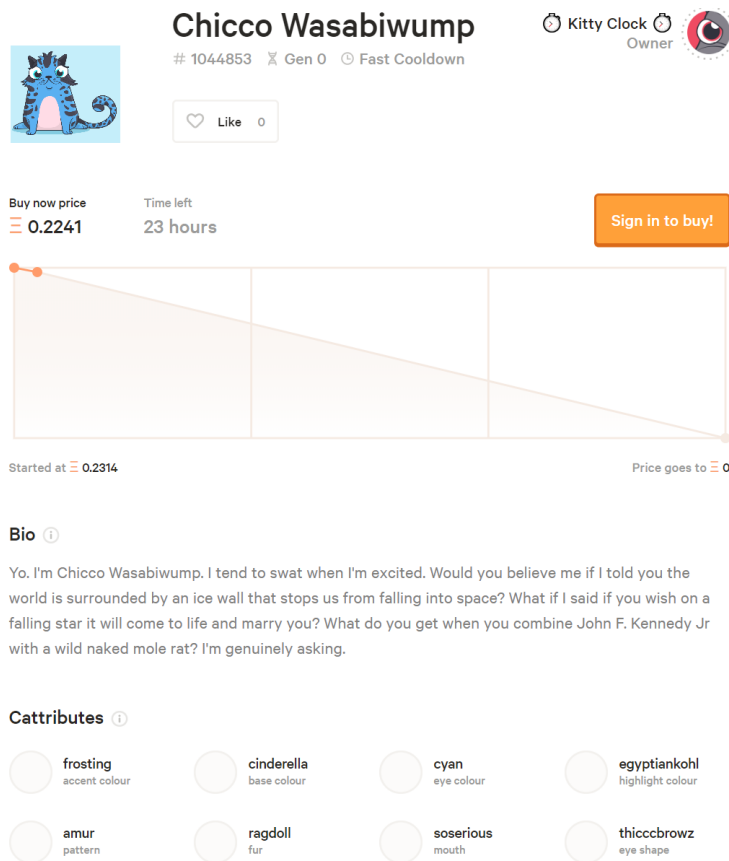 Chicco Wasabiwump
Kitty Clock
Owner
# 1044853 Gen 0 Fast Cooldown
Like 0
Buy now price
Ξ 0.2241
Time left
23 hours
Sign in to buy!
Started at Ξ 0.2314
Price goes to Ξ 0
Bio
Yo. I'm Chicco Wasabiwump. I tend to swat when I'm excited. Would you believe me if I told you the
world is surrounded by an ice wall that stops us from falling into space? What if I said if you wish on a
falling star it will come to life and marry you? What do you get when you combine John F. Kennedy Jr
with a wild naked mole rat? I'm genuinely asking.
Cattributes
frosting
accent colour
cinderella
base colour
cyan
eye colour
egyptiankohl
highlight colour
amur
pattern
ragdoll
fur
soserious
mouth
thicccbrowz
eye shape